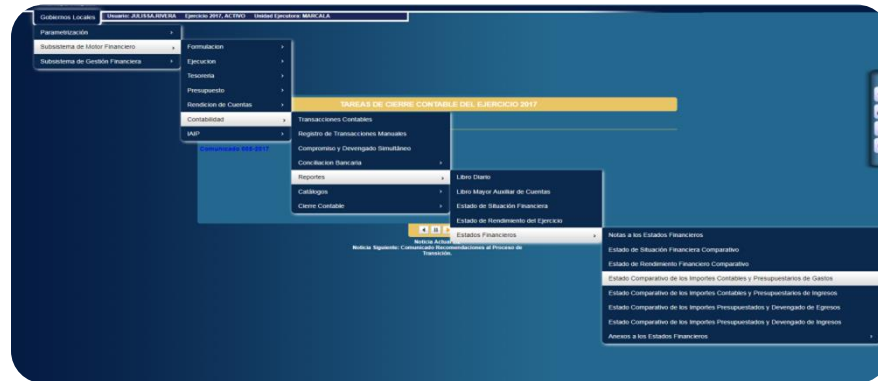 Gobiernos Locales Usuario: JULISSA.RIVERA Ejercicio 2017, ACTIVO Unidad Ejecutora: MARCALA
Parametrización
Subsistema de Motor Financiero
Subsistema de Gestión Financiera
Formulacion
Ejecucion
Tesoreria
Presupuesto
Rendicion de Cuentas
Contabilidad
IAIP
TAREAS DE CIERRE CONTABLE DEL EJERCICIO 2017
Transacciones Contables
Registro de Transacciones Manuales
Compromiso y Devengado Simultáneo
Conciliacion Bancaria
Reportes
Catálogos
Cierre Contable
Libro Diario
Libro Mayor Auxiliar de Cuentas
Estado de Situación Financiera
Estado de Rendimiento del Ejercicio
Estados Financieros
Notas a los Estados Financieros
Estado de Situación Financiera Comparativo
Estado de Rendimiento Financiero Comparativo
Estado Comparativo de los Importes Contables y Presupuestarios de Gastos
Estado Comparativo de los Importes Contables y Presupuestarios de Ingresos
Estado Comparativo de los Importes Presupuestados y Devengado de Egresos
Estado Comparativo de los Importes Presupuestados y Devengado de Ingresos
Anexos a los Estados Financieros
Noticia
Noticia Siguiente: Comunicado Recomendaciones al Proceso de
Transición.